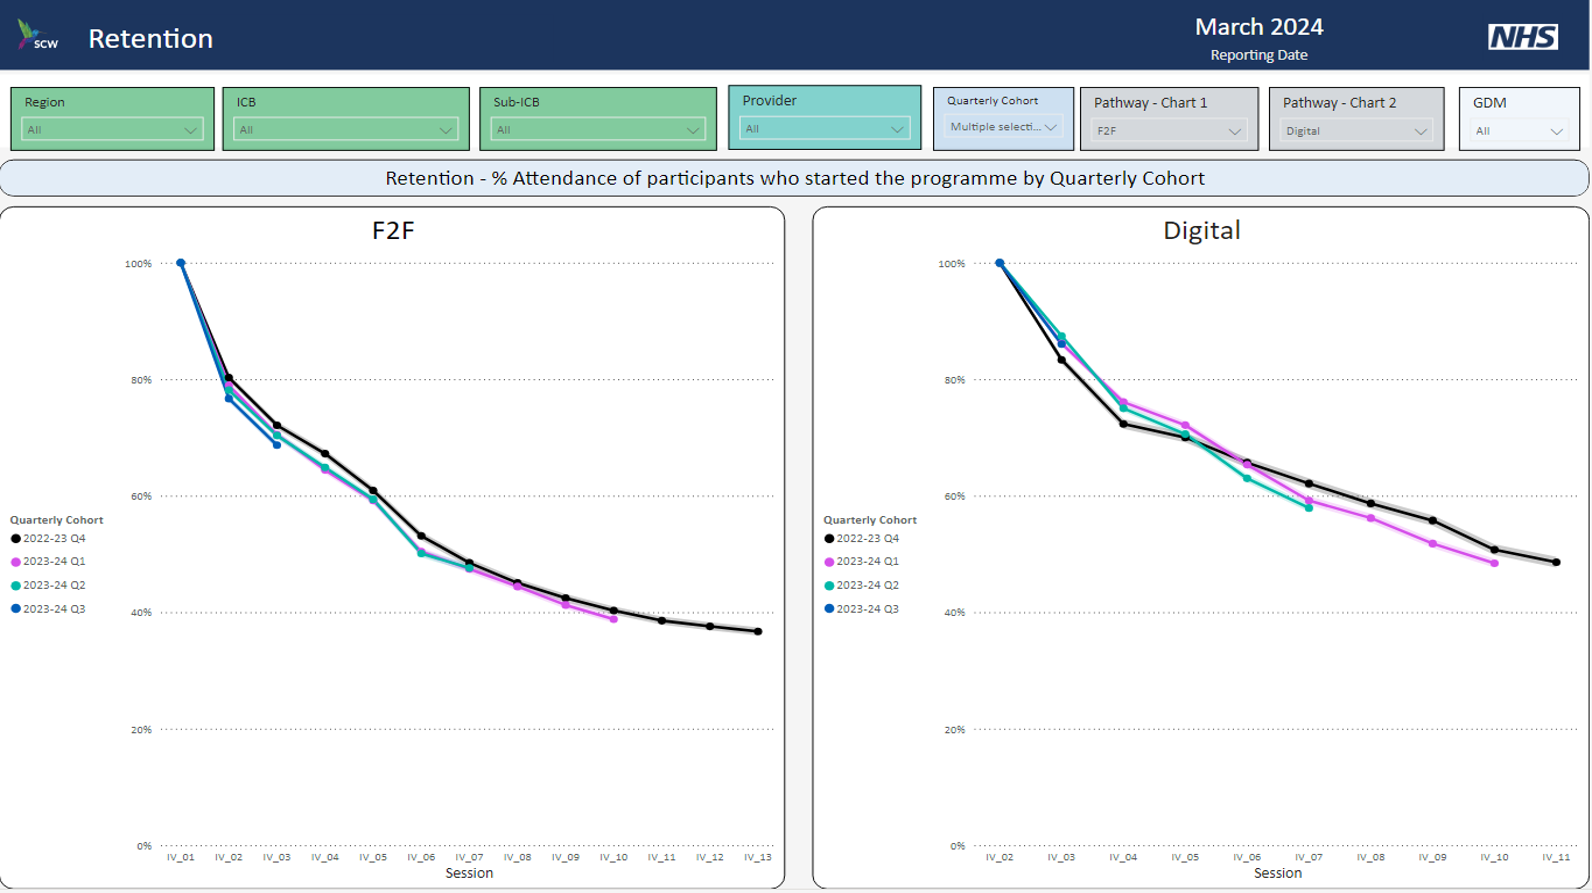 SCW
Retention
March 2024
Reporting Date
NHS
Region
All
ICB
All
Sub-ICB
All
Provider
All
Quarterly Cohort
Multiple selecti...
Pathway - Chart 1
F2F
Pathway - Chart 2
Digital
GDM
All
Retention - % Attendance of participants who started the programme by Quarterly Cohort
F2F
100%
80%
60%
40%
20%
0%
Quarterly Cohort
2022-23 Q4
2023-24 Q1
2023-24 Q2
2023-24 Q3
IV_01 IV_02 IV_03 IV_04 IV_05 IV_06 IV_07 IV_08 IV_09 IV_10 IV_11 IV_12 IV_13
Session
Digital
100%
80%
60%
40%
20%
0%
Quarterly Cohort
2022-23 Q4
2023-24 Q1
2023-24 Q2
2023-24 Q3
IV_02 IV_03 IV_04 IV_05 IV_06 IV_07 IV_08 IV_09 IV_10 IV_11
Session